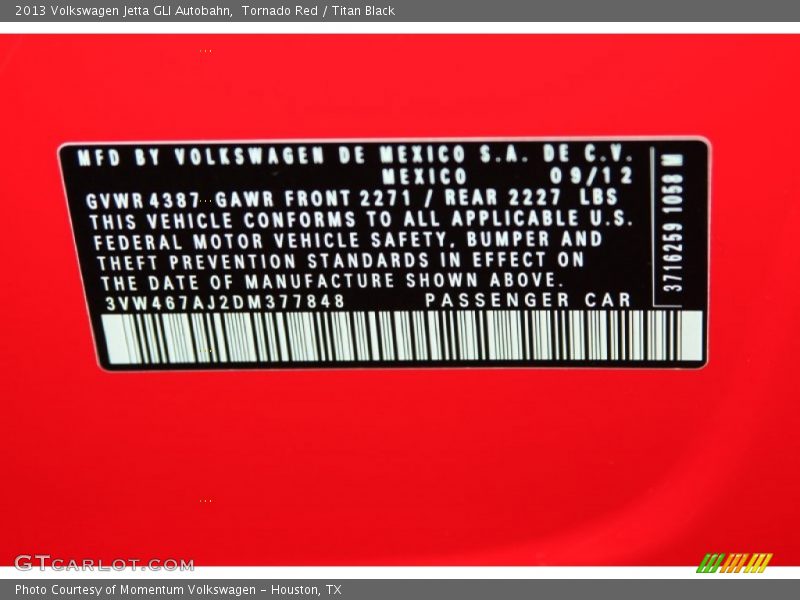 2013 Volkswagen Jetta GLI Autobahn,  Tornado Red / Titan Black
MFD BY VOLKSWAGEN DE MEXICO S.A. DE C.V.
MEXICO 09/12
GVWR 4387 GAWR FRONT 2271 / REAR 2227 LBS
THIS VEHICLE CONFORMS TO ALL APPLICABLE U.S.
FEDERAL MOTOR VEHICLE SAFETY, BUMPER AND
THEFT PREVENTION STANDARDS IN EFFECT ON
THE DATE OF MANUFACTURE SHOWN ABOVE.
3VW467AJ2DM377848 PASSENGER CAR
3716259 1058 M
GTCARLOT.COM
Photo Courtesy of Momentum Volkswagen - Houston, TX